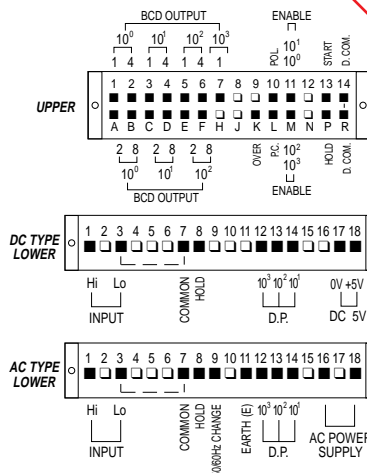 BCD OUTPUT ENABLE
10⁰ 10¹ 10² 10³ POL. 10¹ 10⁰ START D. COM.
1 4 1 4 1 4 1
1 2 3 4 5 6 7 8 9 10 11 12 13 14
UPPER
A B C D E F H J K L M N P R
2 8 2 8 2 8 OVER P.C. 10² 10³ HOLD D. COM.
10⁰ 10¹ 10²
BCD OUTPUT ENABLE
1 2 3 4 5 6 7 8 9 10 11 12 13 14 15 16 17 18
DC TYPE
LOWER
Hi Lo COMMON HOLD 10³ 10² 10¹ 0V +5V
INPUT D.P. DC 5V
1 2 3 4 5 6 7 8 9 10 11 12 13 14 15 16 17 18
AC TYPE
LOWER
Hi Lo COMMON HOLD 0/60Hz CHANGE EARTH (E) 10³ 10² 10¹
INPUT D.P. AC POWER
SUPPLY